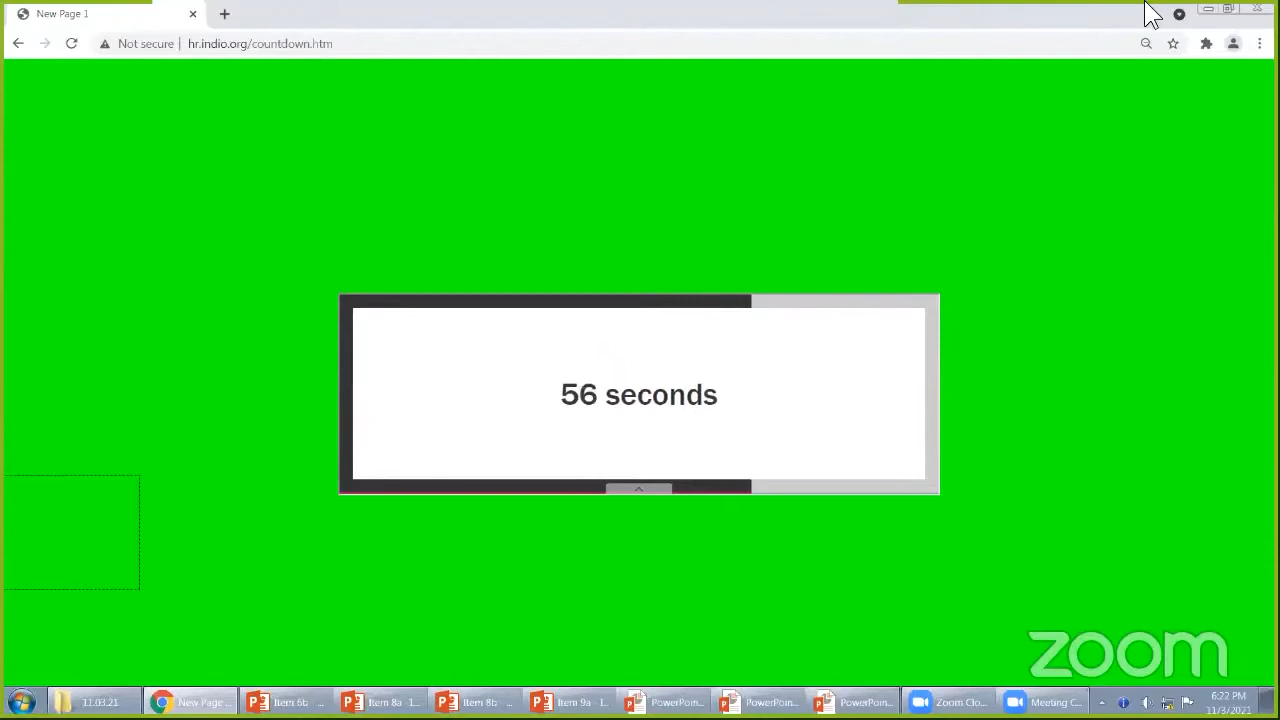 New Page 1
Not secure | hr.indio.org/countdown.htm
56 seconds
zoom
11.03.21
New Page ...
Item 6b ...
Item 8a - 1...
Item 8b ...
Item 9a - 1...
PowerPoin...
PowerPoin...
PowerPoin...
Zoom Clo...
Meeting C...
6:22 PM
11/3/2021